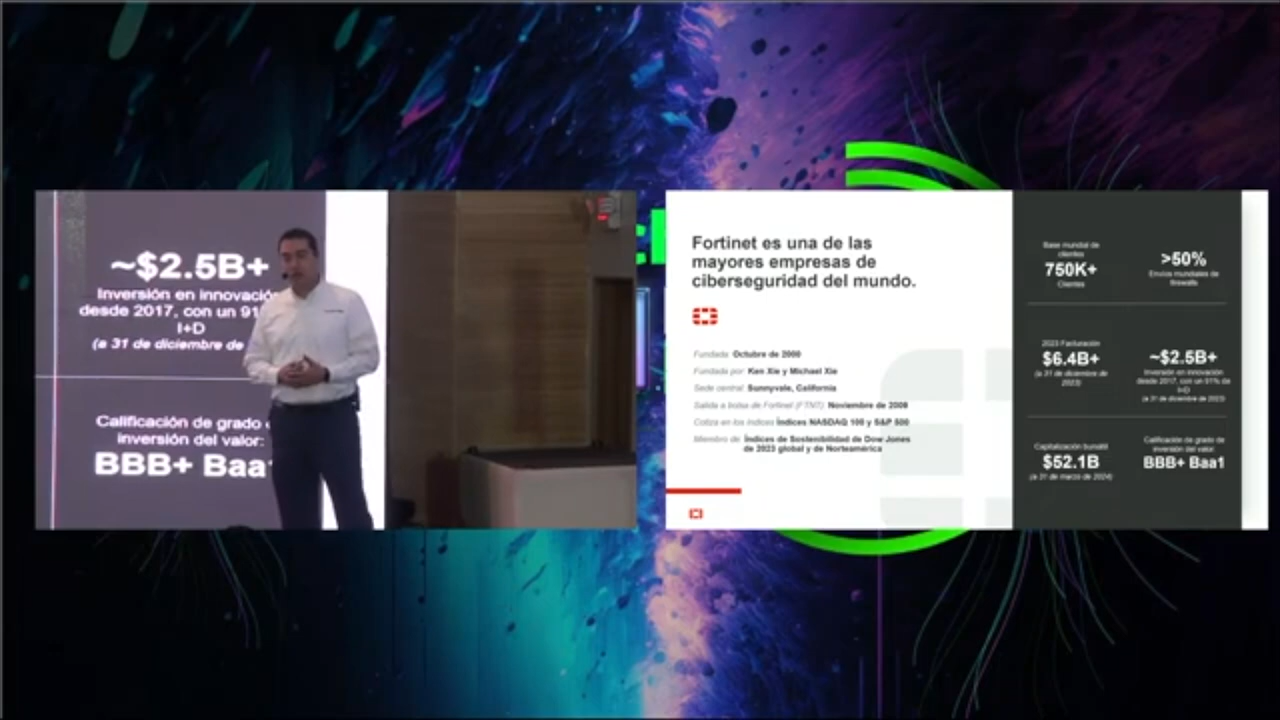 ~$2.5B+
Inversión en innovación
desde 2017, con un 91%
I+D
(a 31 de diciembre de
Calificación de grado
inversión del valor:
BBB+ Baa1
Fortinet es una de las
mayores empresas de
ciberseguridad del mundo.
Fundada: Octubre de 2000
Fundada por: Ken Xie y Michael Xie
Sede central: Sunnyvale, California
Salida a bolsa de Fortinet (FTNT): Noviembre de 2009
Cotiza en los índices Índices NASDAQ 100 y S&P 500
Miembro de: Índices de Sostenibilidad de Dow Jones
de 2023 global y de Norteamérica
Base mundial de
clientes
750K+
Clientes
>50%
Envíos mundiales de
firewalls
2023 Facturación
$6.4B+
(a 31 de diciembre de
2023)
~$2.5B+
Inversión en innovación
desde 2017, con un 91% de
I+D
(a 31 de diciembre de 2023)
Capitalización bursátil
$52.1B
(a 31 de marzo de 2024)
Calificación de grado de
inversión del valor:
BBB+ Baa1